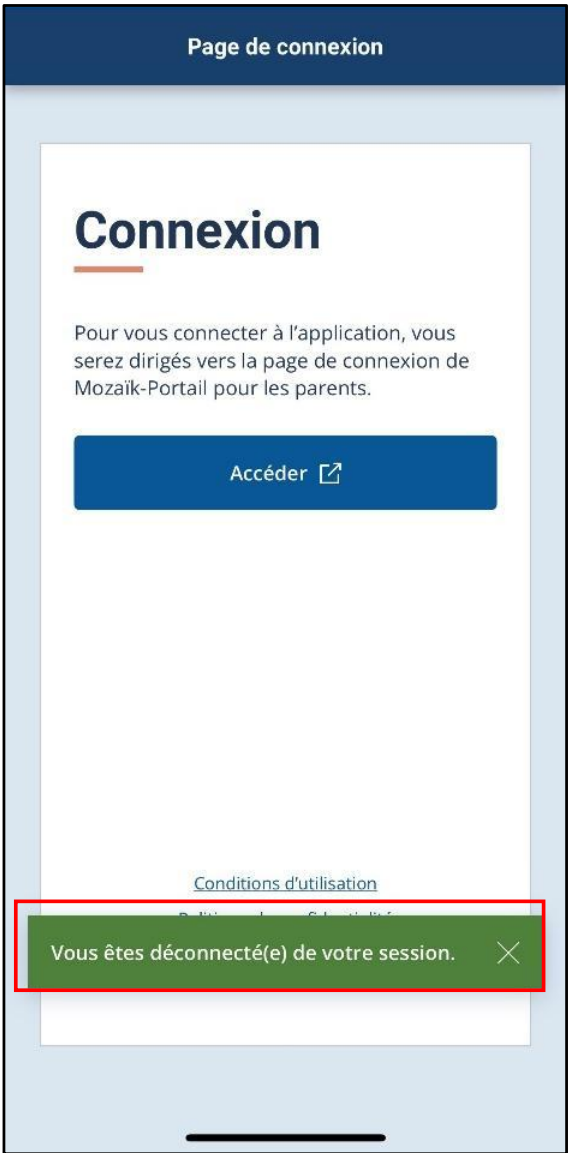 Page de connexion
Connexion
Pour vous connecter à l'application, vous
serez dirigés vers la page de connexion de
Mozaïk-Portail pour les parents.
Accéder
Conditions d'utilisation
Vous êtes déconnecté(e) de votre session.